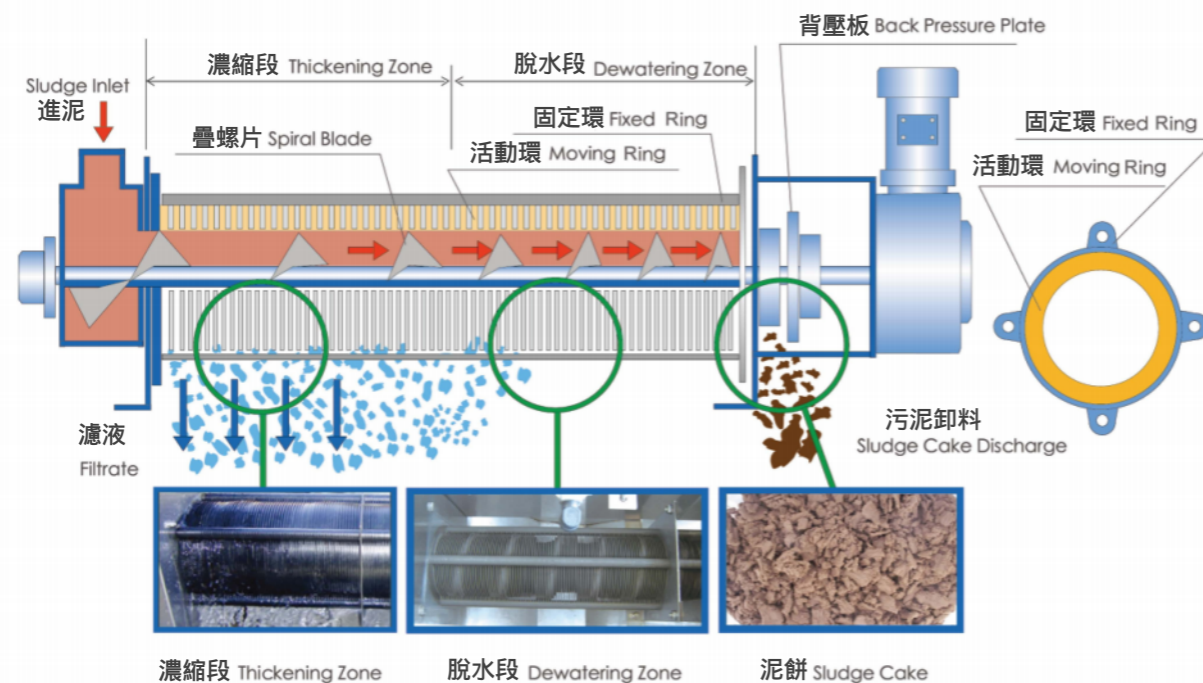 背壓板 Back Pressure Plate
濃縮段 Thickening Zone
脫水段 Dewatering Zone
Sludge Inlet
進泥
疊螺片 Spiral Blade
固定環 Fixed Ring
活動環 Moving Ring
固定環 Fixed Ring
活動環 Moving Ring
濾液
Filtrate
污泥卸料
Sludge Cake Discharge
濃縮段 Thickening Zone
脫水段 Dewatering Zone
泥餅 Sludge Cake